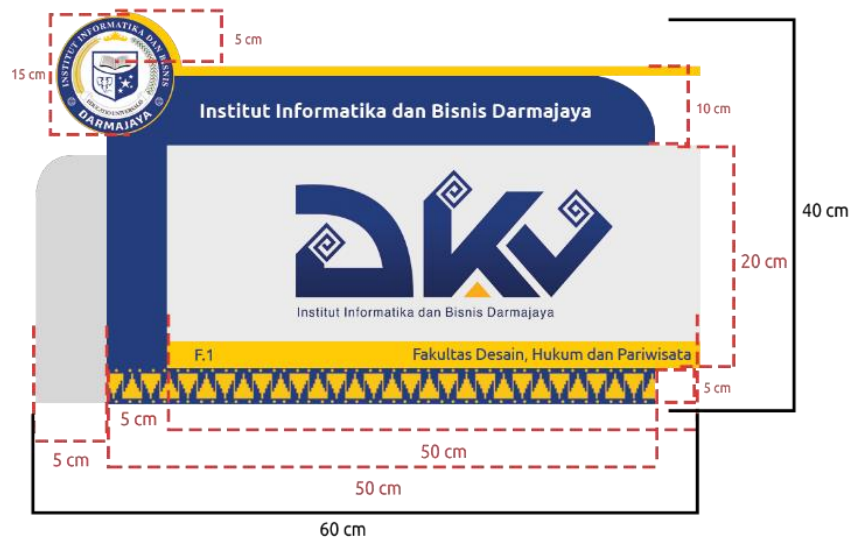 5 cm
15 cm
INSTITUT INFORMATIKA DAN BISNIS
DARMAJAYA
10 cm
Institut Informatika dan Bisnis Darmajaya
40 cm
DKV
20 cm
Institut Informatika dan Bisnis Darmajaya
F.1
Fakultas Desain, Hukum dan Pariwisata
5 cm
5 cm
5 cm
50 cm
50 cm
60 cm